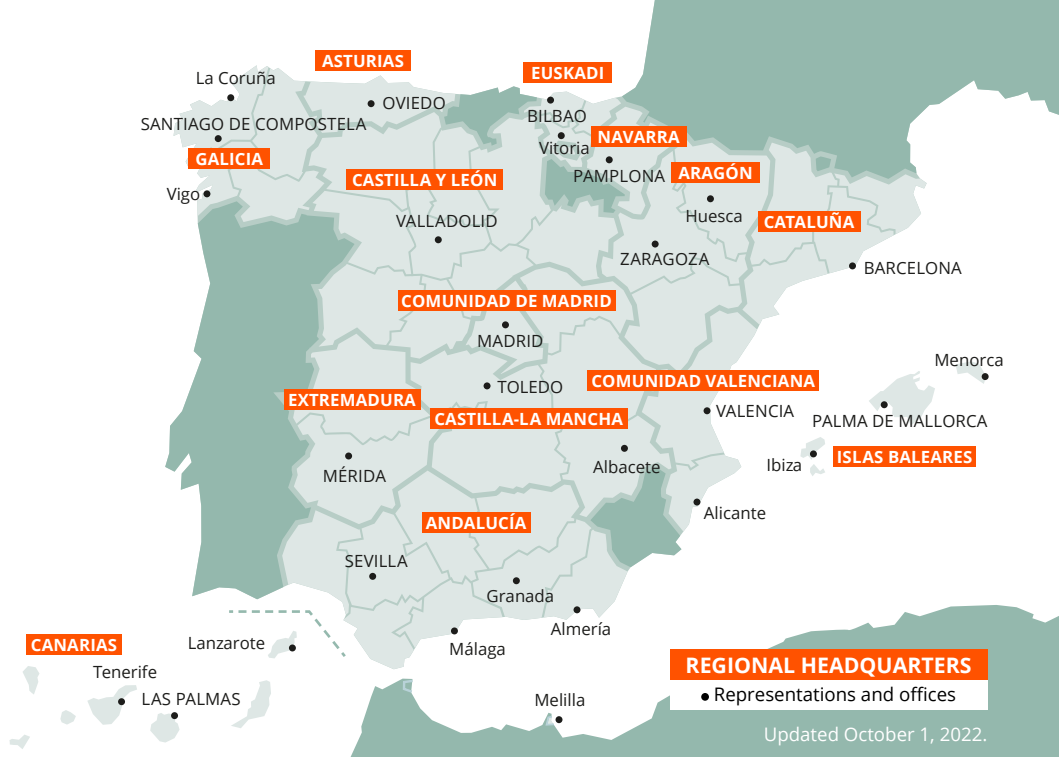 ASTURIAS
EUSKADI
La Coruña
OVIEDO
BILBAO
SANTIAGO DE COMPOSTELA
NAVARRA
Vitoria
GALICIA
PAMPLONA
ARAGÓN
CASTILLA Y LEÓN
Vigo
VALLADOLID
Huesca
CATALUÑA
ZARAGOZA
BARCELONA
COMUNIDAD DE MADRID
MADRID
Menorca
TOLEDO
COMUNIDAD VALENCIANA
EXTREMADURA
CASTILLA-LA MANCHA
VALENCIA
PALMA DE MALLORCA
ISLAS BALEARES
Ibiza
Albacete
MÉRIDA
Alicante
ANDALUCÍA
SEVILLA
Granada
Almería
CANARIAS
Lanzarote
Málaga
Tenerife
LAS PALMAS
Melilla
REGIONAL HEADQUARTERS
Representations and offices
Updated October 1, 2022.